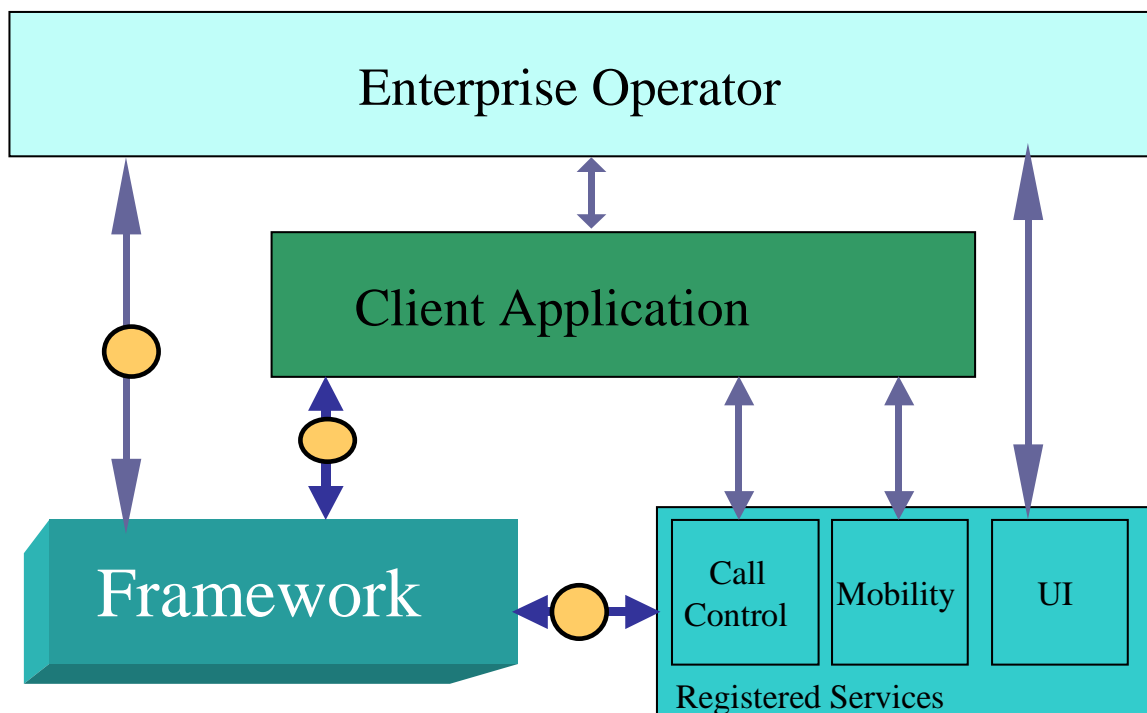 Enterprise Operator
Client Application
Framework
Call
Control
Mobility
UI
Registered Services